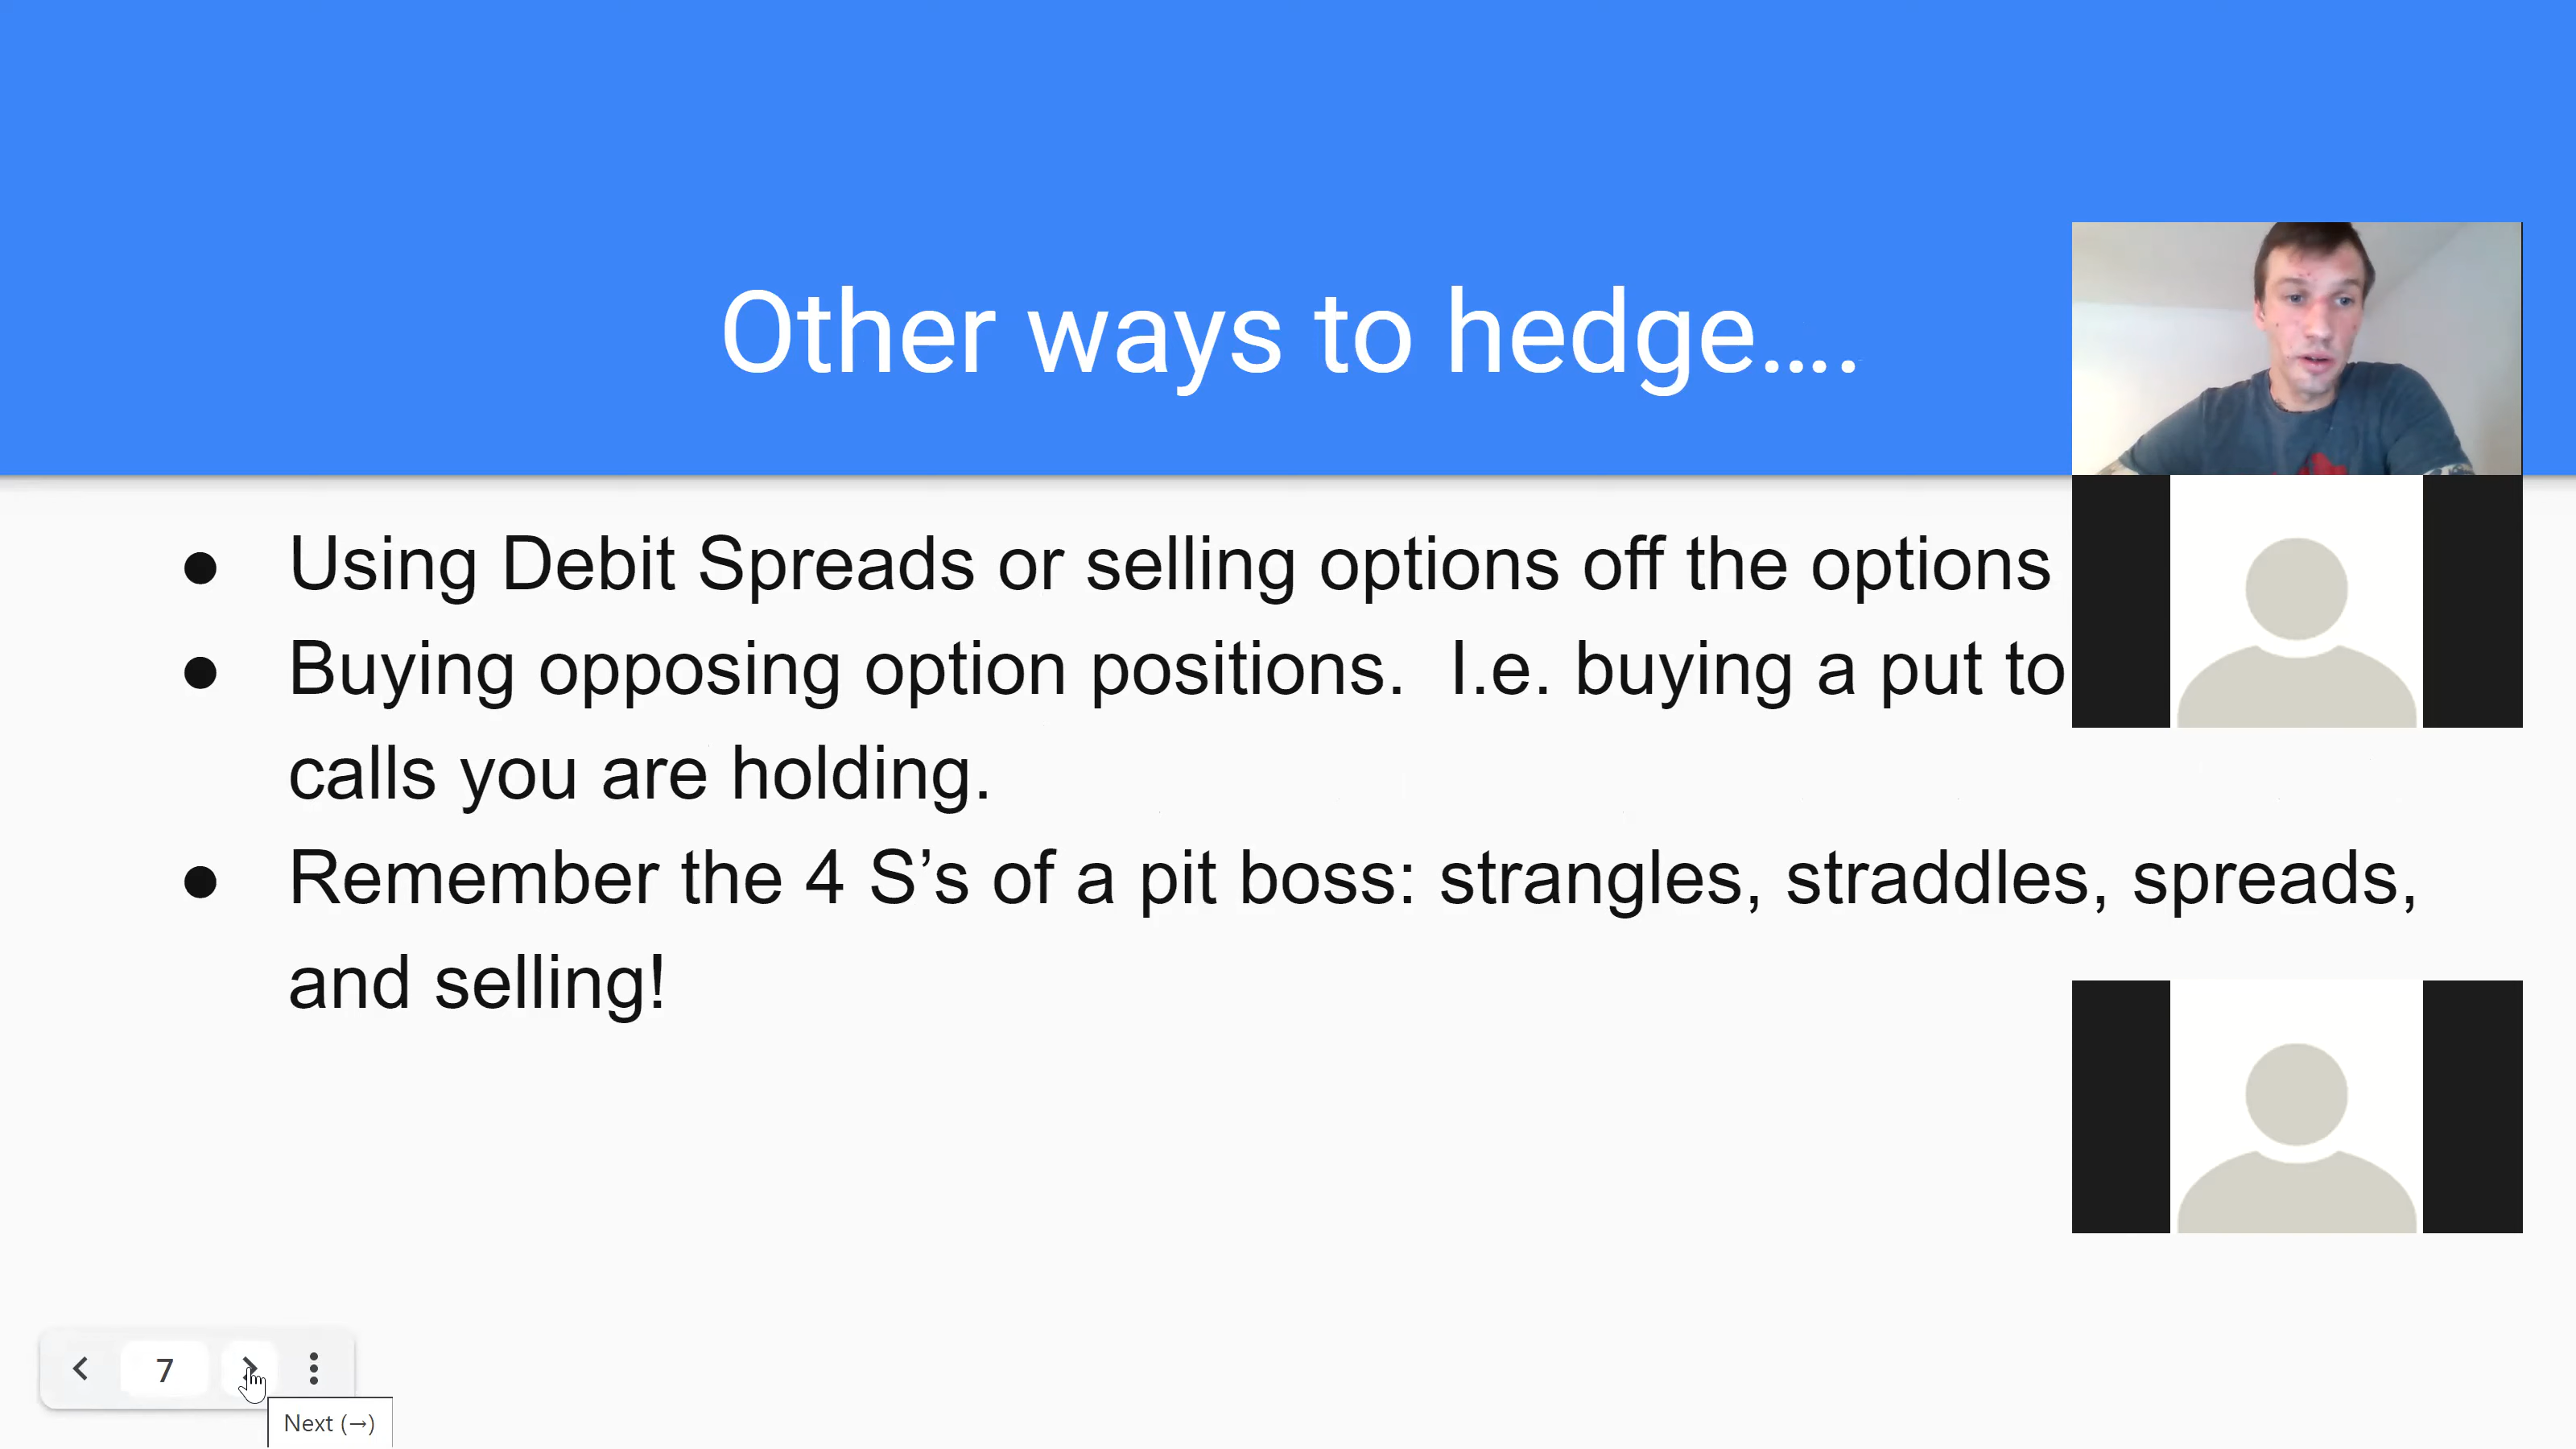 Other ways to hedge….
● Using Debit Spreads or selling options off the options
● Buying opposing option positions.  I.e. buying a put to
calls you are holding.
● Remember the 4 S’s of a pit boss: strangles, straddles, spreads,
and selling!
7
Next (→)